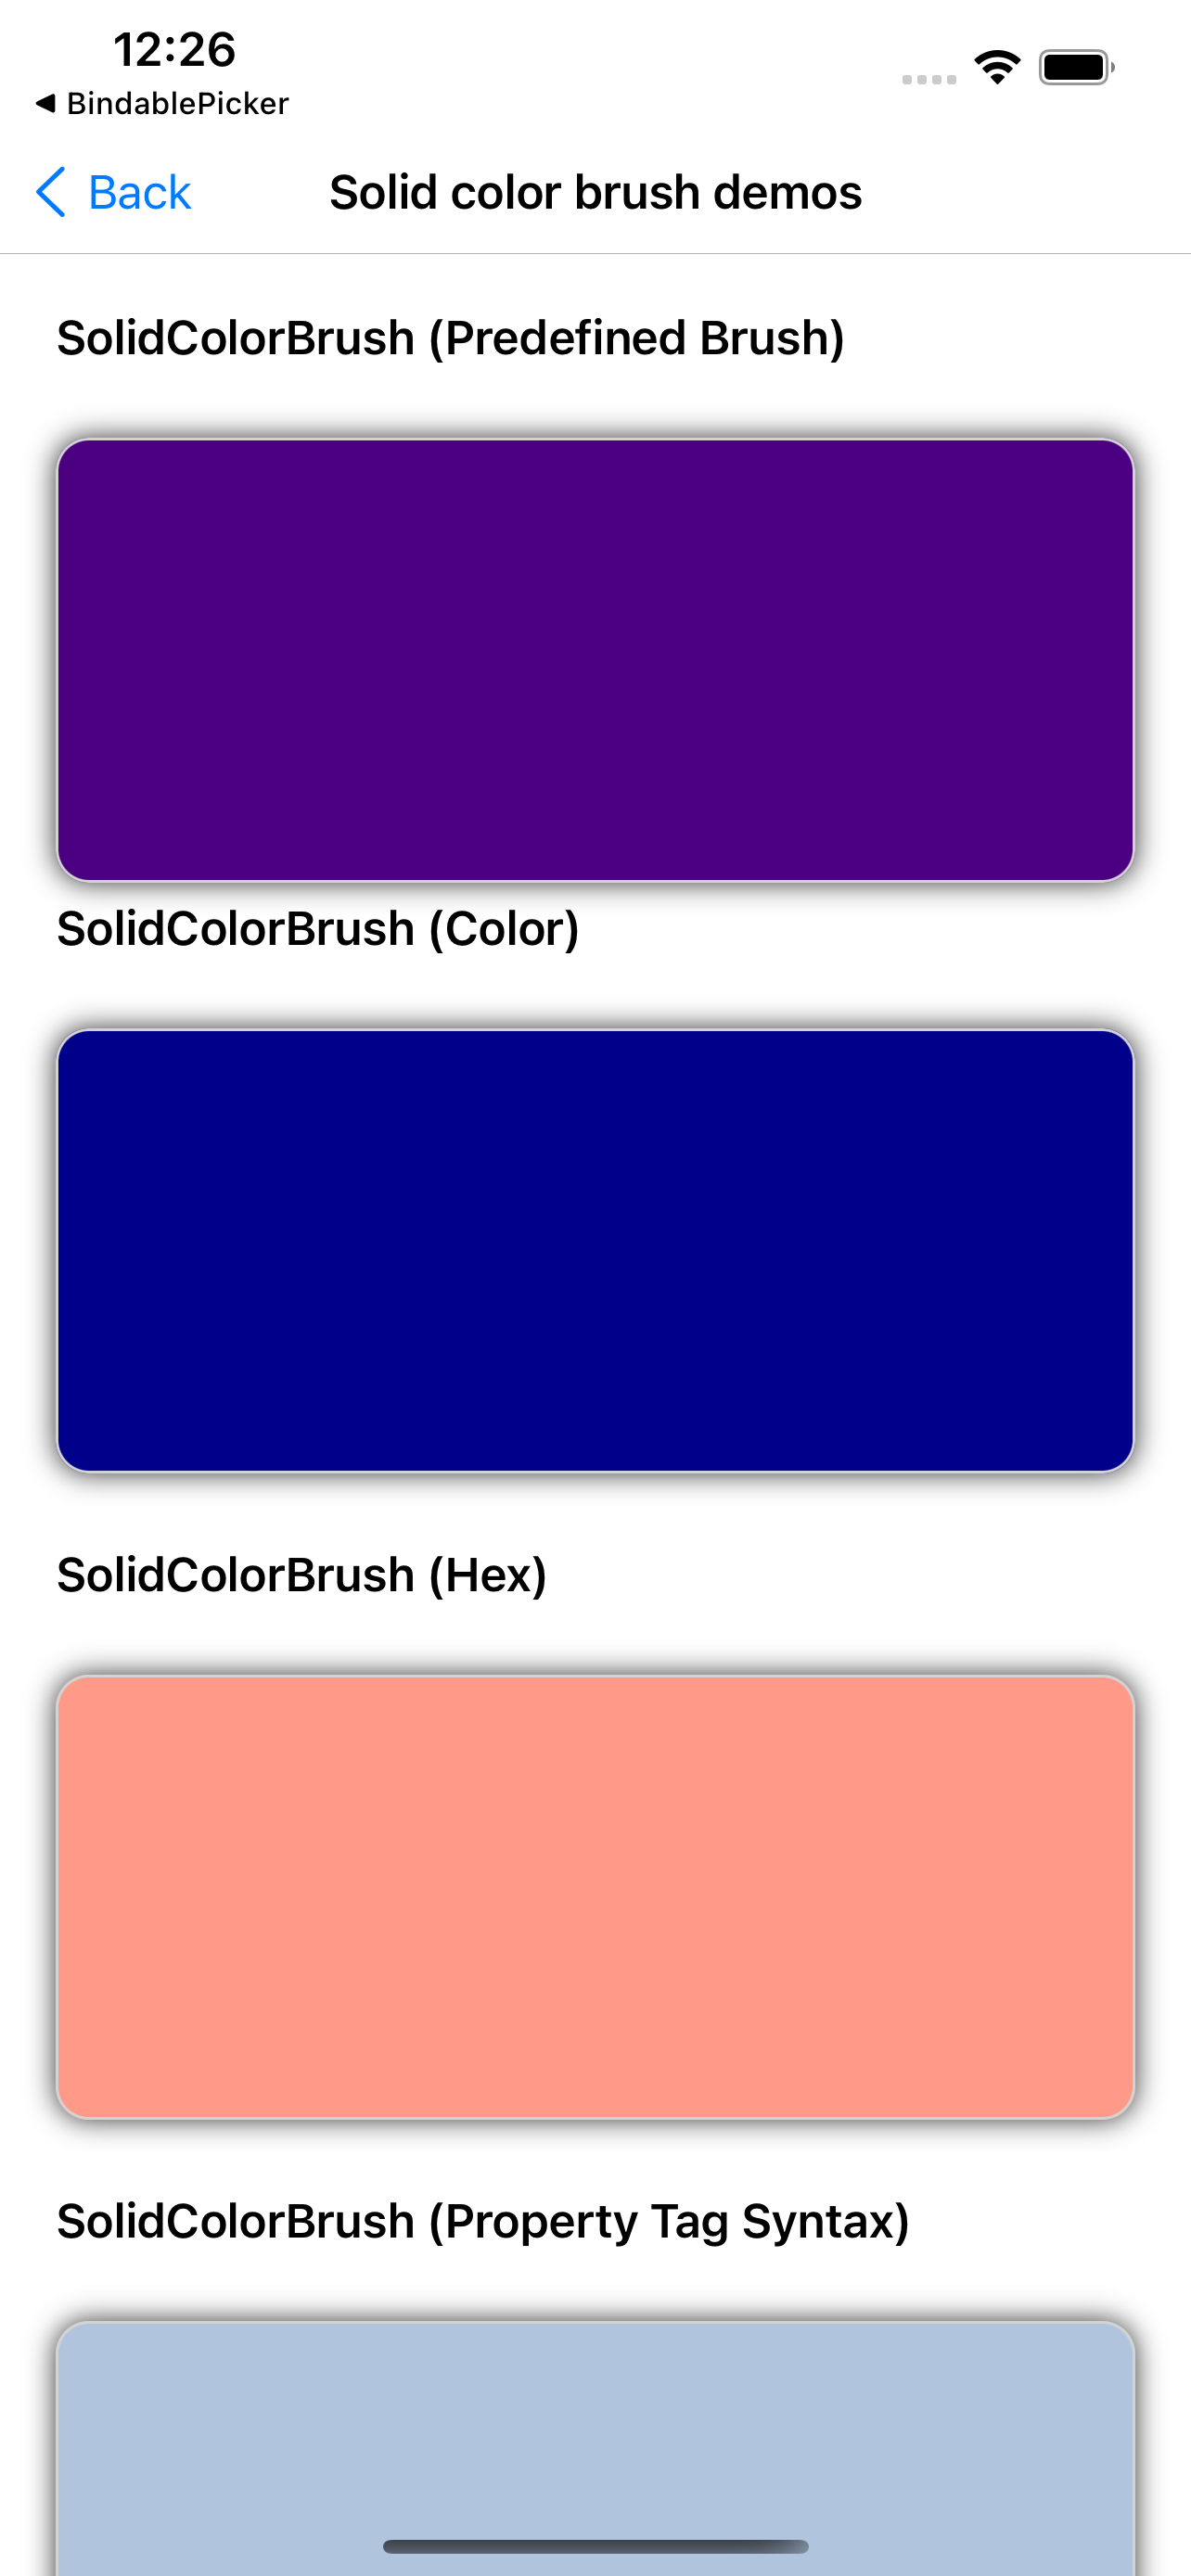 12:26
◀ BindablePicker
Back
Solid color brush demos
SolidColorBrush (Predefined Brush)
SolidColorBrush (Color)
SolidColorBrush (Hex)
SolidColorBrush (Property Tag Syntax)